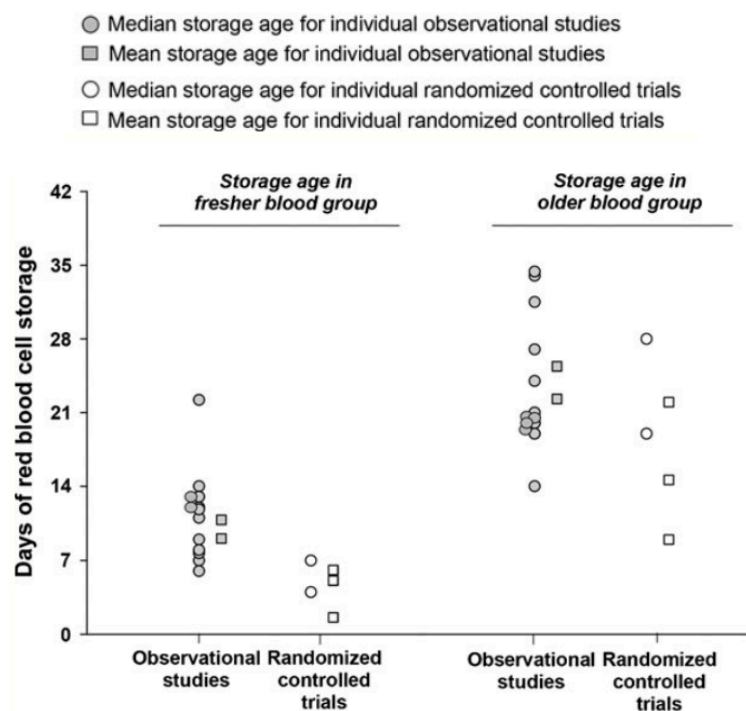 Median storage age for individual observational studies
Mean storage age for individual observational studies
Median storage age for individual randomized controlled trials
Mean storage age for individual randomized controlled trials
Storage age in
fresher blood group
Storage age in
older blood group
Days of red blood cell storage
42
35
28
21
14
7
0
Observational
studies
Randomized
controlled
trials
Observational
studies
Randomized
controlled
trials